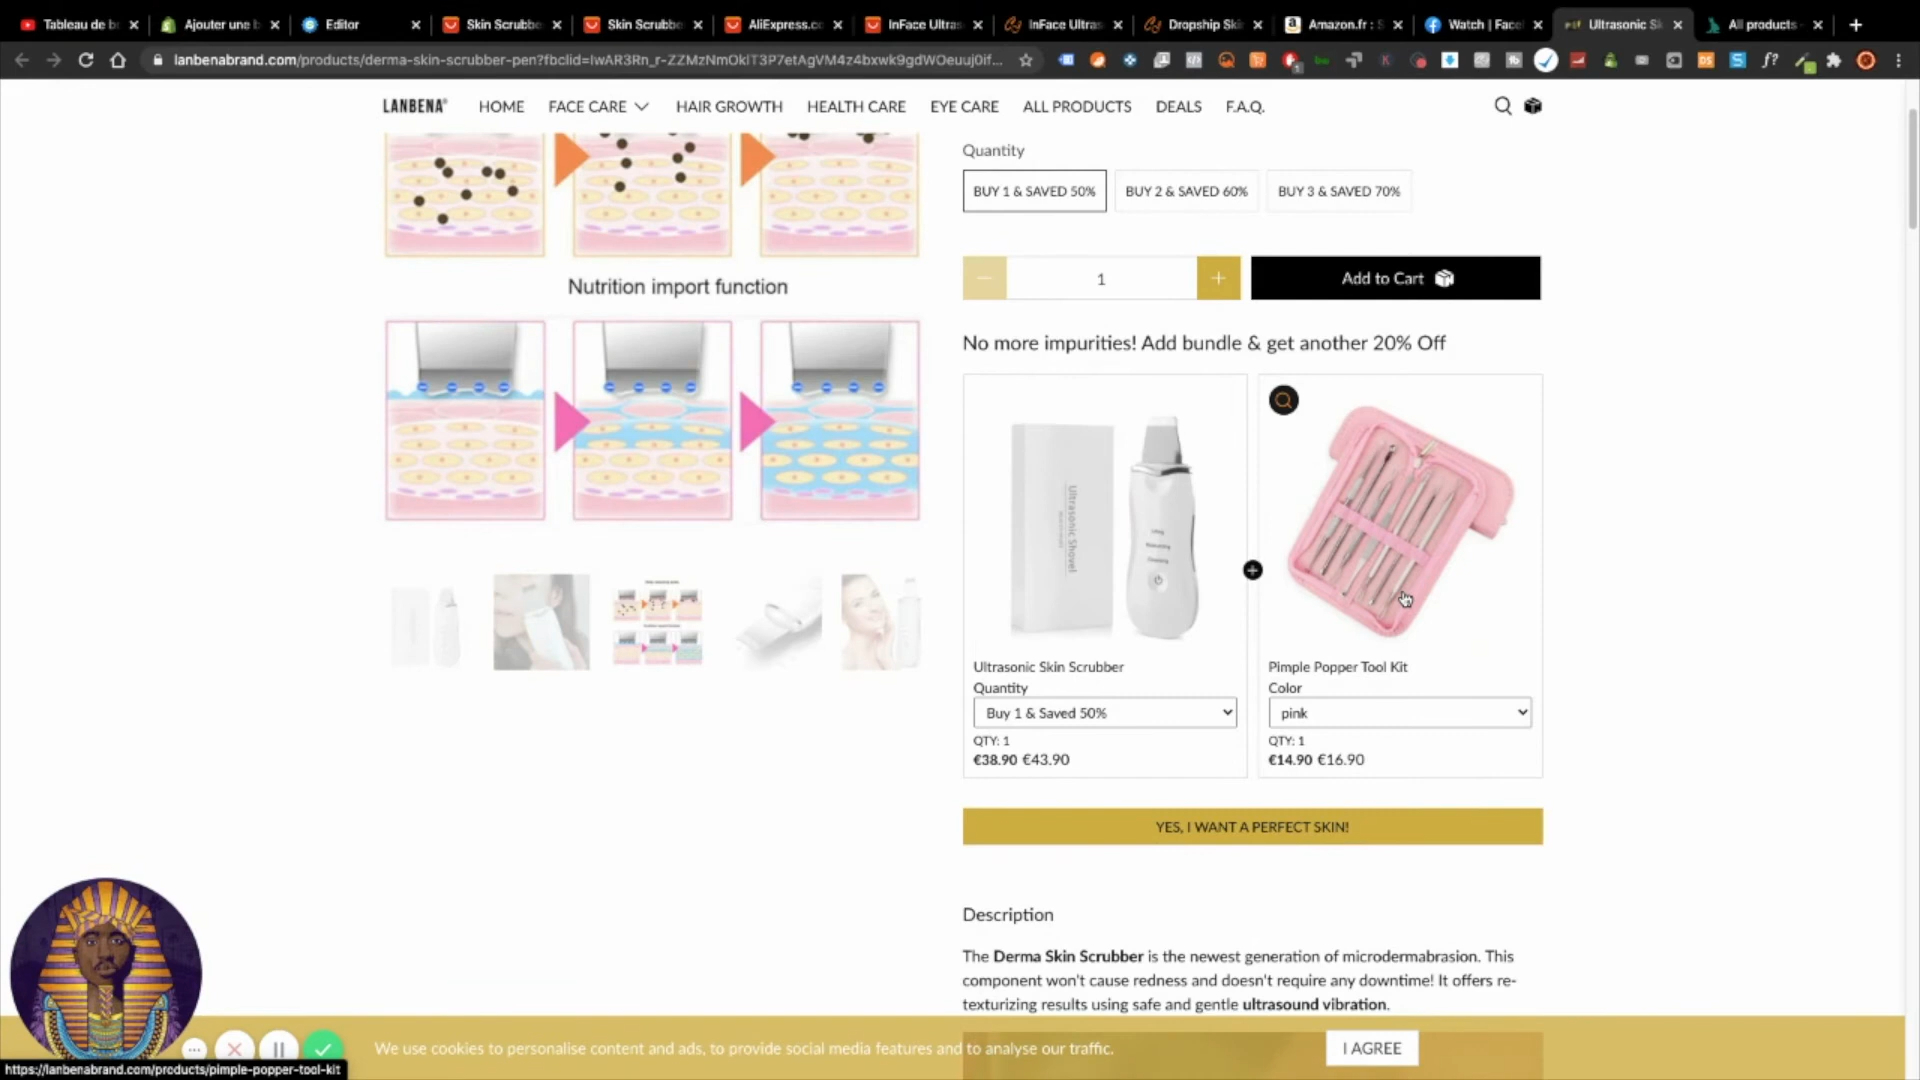 Tableau de b
Ajouter une b
Editor
Skin Scrubbe
Skin Scrubbe
AliExpress.co
InFace Ultras
InFace Ultras
Dropship Ski
Amazon.fr : S
Watch | Face
Ultrasonic Sk
All products
lanbenabrand.com/products/derma-skin-scrubber-pen?fbclid=IwAR3Rn_r-ZZMzNmOklT3P7etAgVM4z4bxwk9gdWOeuuj0if...
LANBENA
HOME
FACE CARE
HAIR GROWTH
HEALTH CARE
EYE CARE
ALL PRODUCTS
DEALS
F.A.Q.
Quantity
BUY 1 & SAVED 50%
BUY 2 & SAVED 60%
BUY 3 & SAVED 70%
1
Add to Cart
Nutrition import function
No more impurities! Add bundle & get another 20% Off
Ultrasonic Shovel
Ultrasonic Skin Scrubber
Quantity
Buy 1 & Saved 50%
QTY: 1
€38.90 €43.90
Pimple Popper Tool Kit
Color
pink
QTY: 1
€14.90 €16.90
YES, I WANT A PERFECT SKIN!
Description
The Derma Skin Scrubber is the newest generation of microdermabrasion. This
component won't cause redness and doesn't require any downtime! It offers re-
texturizing results using safe and gentle ultrasound vibration.
We use cookies to personalise content and ads, to provide social media features and to analyse our traffic.
I AGREE
https://lanbenabrand.com/products/pimple-popper-tool-kit